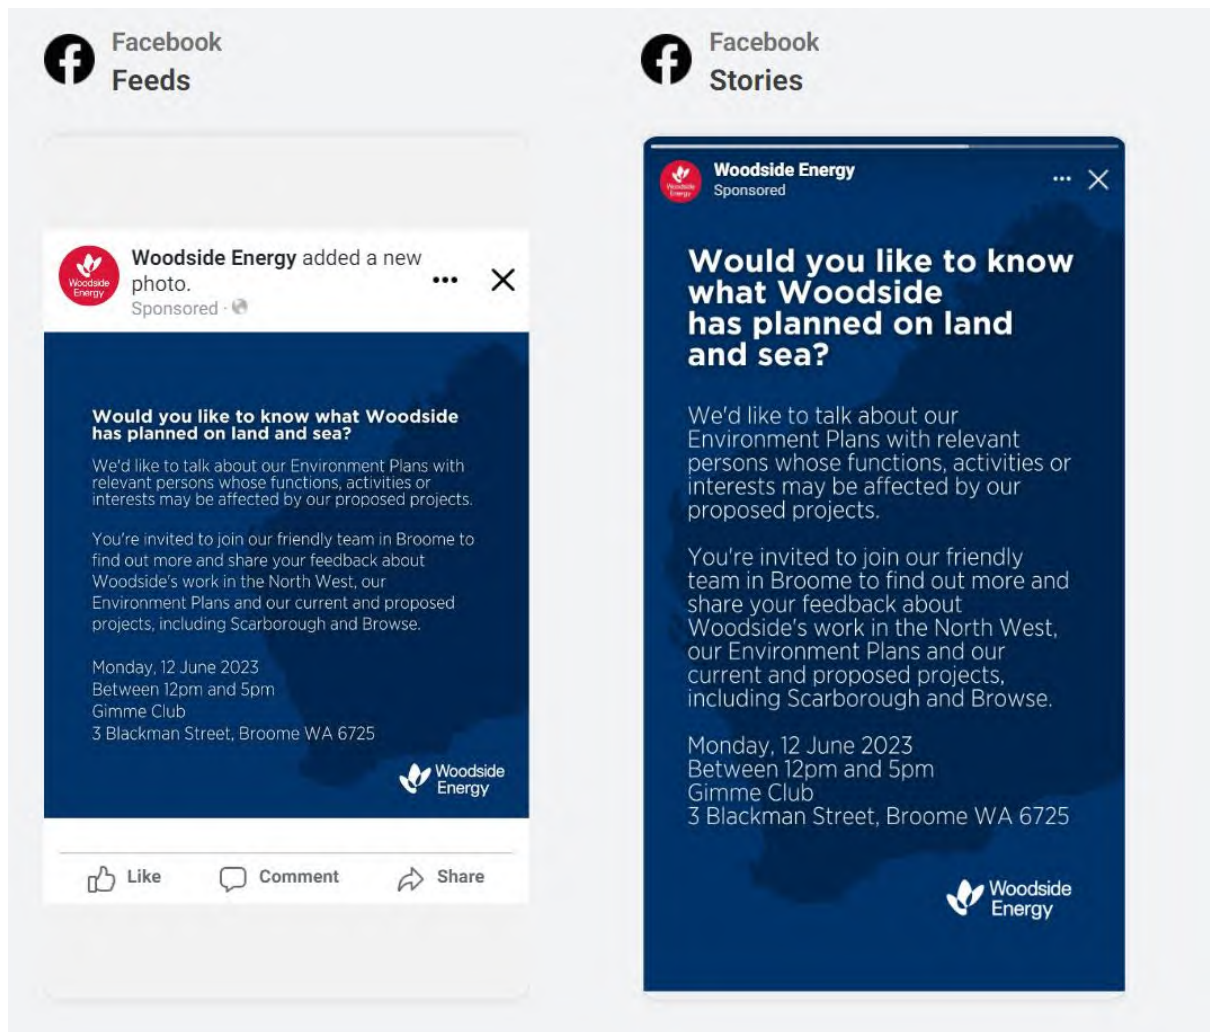 Facebook
Feeds
Woodside
Energy
Woodside Energy added a new
photo.
Sponsored ·
Would you like to know what Woodside
has planned on land and sea?
We'd like to talk about our Environment Plans with
relevant persons whose functions, activities or
interests may be affected by our proposed projects.
You're invited to join our friendly team in Broome to
find out more and share your feedback about
Woodside's work in the North West, our
Environment Plans and our current and proposed
projects, including Scarborough and Browse.
Monday, 12 June 2023
Between 12pm and 5pm
Gimme Club
3 Blackman Street, Broome WA 6725
Woodside
Energy
Like
Comment
Share
Facebook
Stories
Woodside
Energy
Woodside Energy
Sponsored
Would you like to know
what Woodside
has planned on land
and sea?
We'd like to talk about our
Environment Plans with relevant
persons whose functions, activities or
interests may be affected by our
proposed projects.
You're invited to join our friendly
team in Broome to find out more and
share your feedback about
Woodside's work in the North West,
our Environment Plans and our
current and proposed projects,
including Scarborough and Browse.
Monday, 12 June 2023
Between 12pm and 5pm
Gimme Club
3 Blackman Street, Broome WA 6725
Woodside
Energy